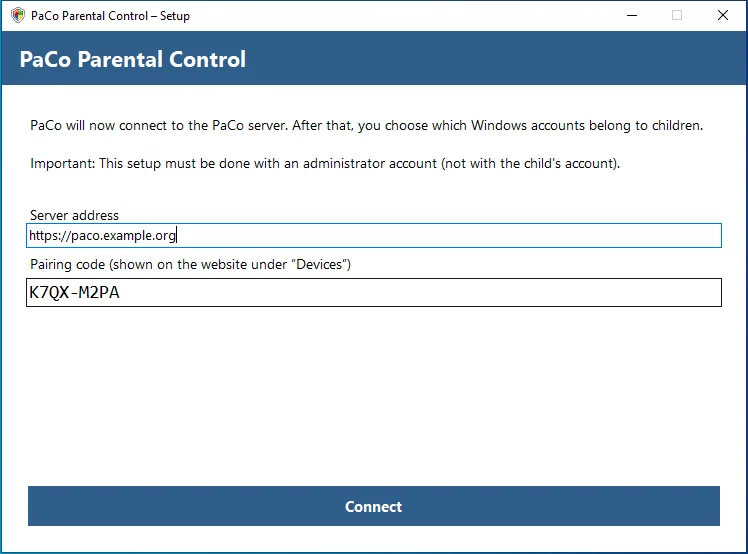 PaCo Parental Control – Setup
PaCo Parental Control
PaCo will now connect to the PaCo server. After that, you choose which Windows accounts belong to children.
Important: This setup must be done with an administrator account (not with the child's account).
Server address
https://paco.example.org
Pairing code (shown on the website under “Devices”)
K7QX-M2PA
Connect